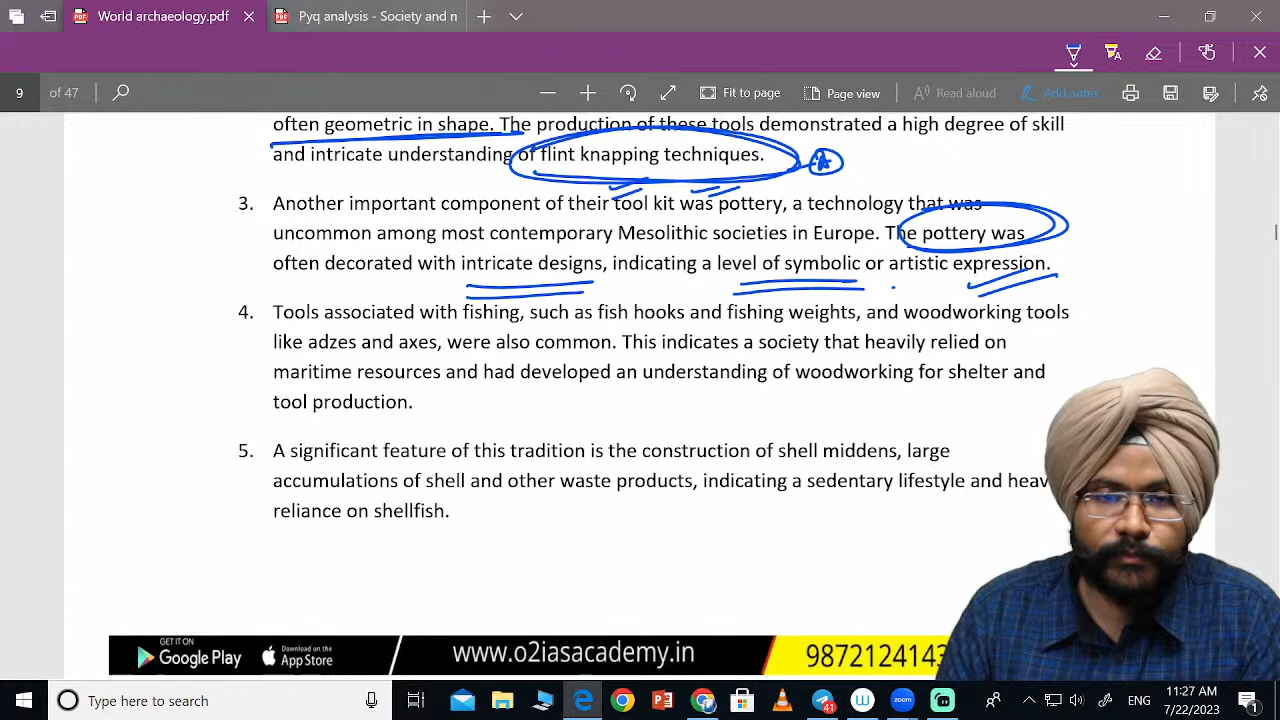 World archaeology.pdf
Pyq analysis - Society and n
9 of 47
Fit to page
Page view
Read aloud
Add notes
often geometric in shape. The production of these tools demonstrated a high degree of skill
and intricate understanding of flint knapping techniques.
3. Another important component of their tool kit was pottery, a technology that was
uncommon among most contemporary Mesolithic societies in Europe. The pottery was
often decorated with intricate designs, indicating a level of symbolic or artistic expression.
4. Tools associated with fishing, such as fish hooks and fishing weights, and woodworking tools
like adzes and axes, were also common. This indicates a society that heavily relied on
maritime resources and had developed an understanding of woodworking for shelter and
tool production.
5. A significant feature of this tradition is the construction of shell middens, large
accumulations of shell and other waste products, indicating a sedentary lifestyle and heav
reliance on shellfish.
GET IT ON
Google Play
Download on the
App Store
www.o2iasacademy.in
9872124143
Type here to search
41
ENG
11:27 AM
7/22/2023
1